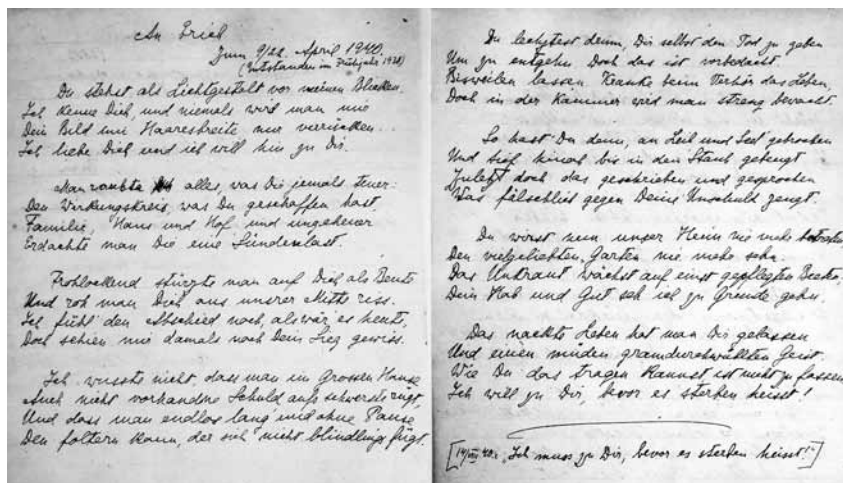 An Erich
Zum 9/22. April 1940.
(Entstanden im Frühjahr 1938)
Du stehst als Lichtgestalt vor meinen Blicken.
Ich kenne Dich, und niemals wird man mir
Dein Bild um Haaresbreite nur verrücken..
Ich liebe Dich und ich will hin zu Dir.
Man raubte alles, was Dir jemals teuer:
Den Wirkungskreis, was Du geschaffen hast.
Familie, Haus und Hof und ungeheuer
Erdachte man Dir eine Sündenlast.
Frohlockend stürzte man auf Dich als Beute
Und roh man Dich aus unsrer Mitte riss.
Ich fühl den Abschied noch, als wär es heute,
Doch schien mir damals noch Dein Sieg gewiss.
Ich wusste nicht, dass man im Grossen Hause
Auch nicht vorhandne Schuld aufs schwerste rügt,
Und dass man endlos lang und ohne Pause
Den foltern kann, der sich nicht blindlings fügt.
Du lechztest drum, Dir selbst den Tod zu geben
Um zu entgehn. Doch das ist vorbedacht.
Bisweilen lassen Kranke beim Verhör das Leben,
Doch in der Kammer wird man streng bewacht.
So hast Du denn, an Leib und Seel gebrochen
Und tief hinab bis in den Staub gebeugt
Zuletzt doch das geschrieben und gesprochen
Was fälschlich gegen Deine Unschuld zeugt.
Du wirst nun unser Heim nie mehr betreten,
Den vielgeliebten Garten nie mehr sehn.
Das Unkraut wächst auf einst gepflegten Beeten,
Dein Hab und Gut seh ich zu Grunde gehn.
Das nackte Leben hat man Dir gelassen
Und einen müden gramdurchwühlten Geist.
Wie Du das tragen kannst ist nicht zu fassen
Ich will zu Dir, bevor es sterben heisst!
[14/VIII 40.: "Ich muss zu Dir, bevor es sterben heisst!"]